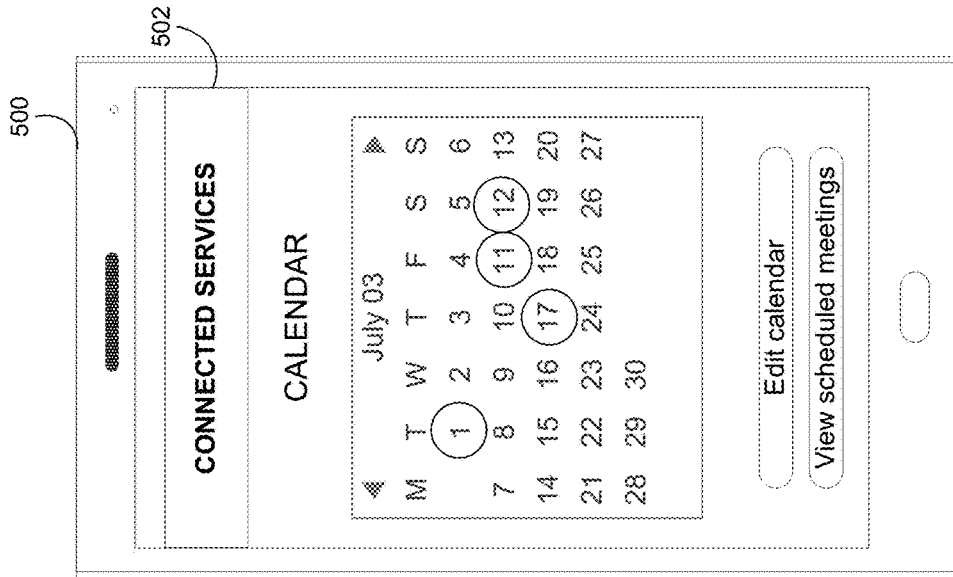 500
502
CONNECTED SERVICES
CALENDAR
July 03
M T W T F S S
1 2 3 4 5 6
7 8 9 10 11 12 13
14 15 16 17 18 19 20
21 22 23 24 25 26 27
28 29 30
Edit calendar
View scheduled meetings